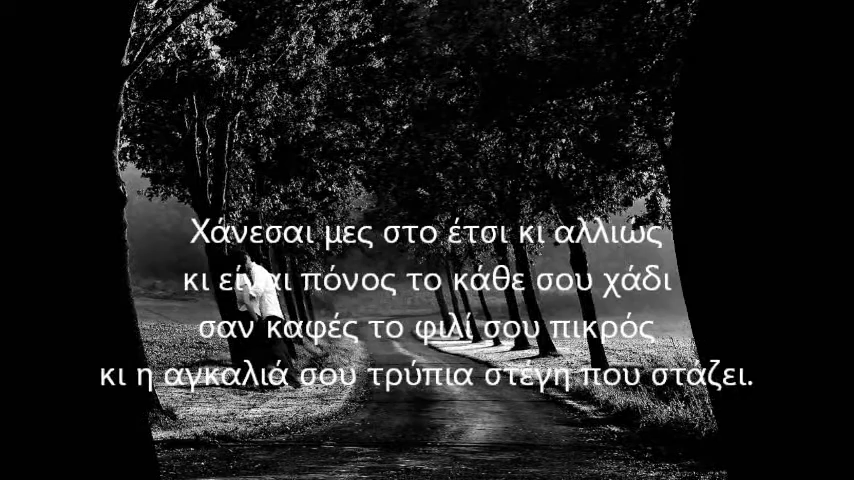 Χάνεσαι μες στο έτσι κι αλλιώς
κι είναι πόνος το κάθε σου χάδι
σαν καφές το φιλί σου πικρός
κι η αγκαλιά σου τρύπια στέγη που στάζει.